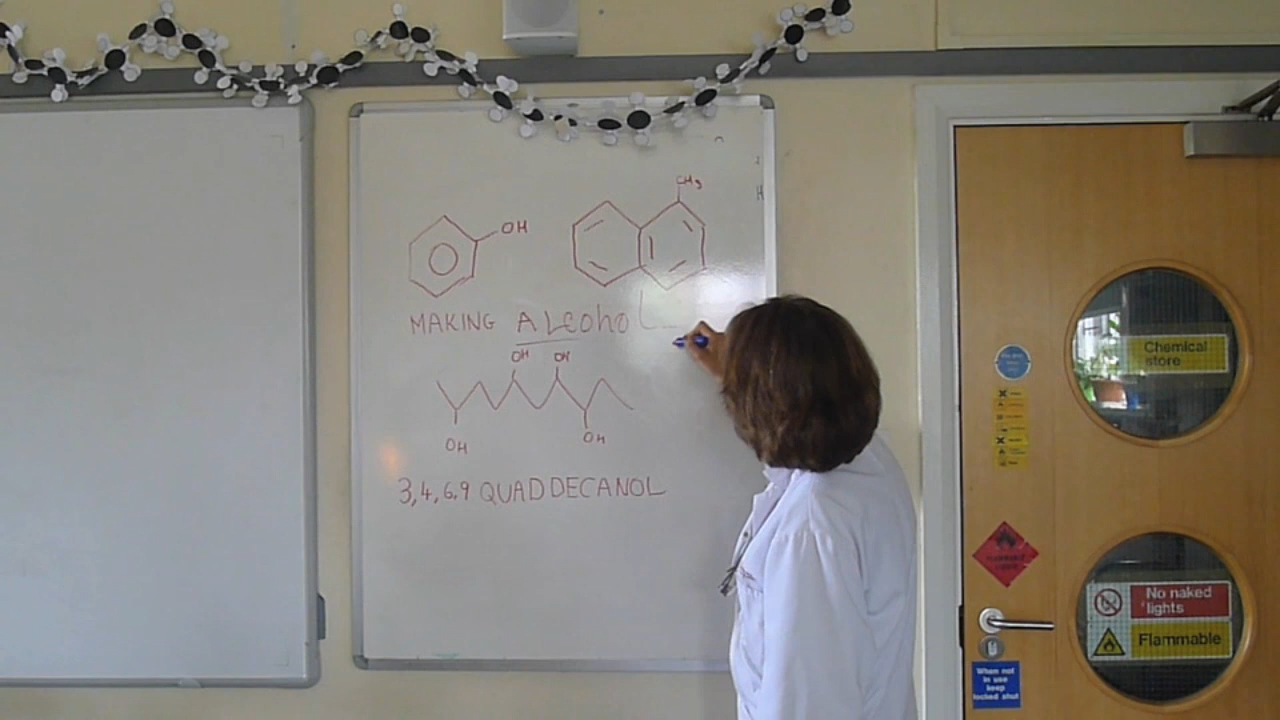 CH3
OH
MAKING ALCOHOL
OH OH
OH OH
3,4,6,9 QUADDECANOL
Chemical
store
No naked
lights
Flammable
When not
in use
keep
locked shut